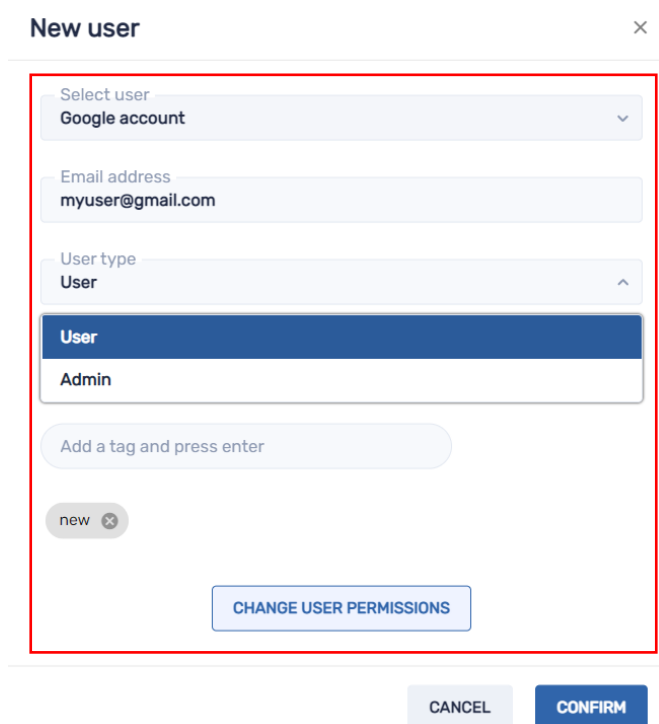 New user
Select user
Google account
Email address
myuser@gmail.com
User type
User
User
Admin
Add a tag and press enter
new
CHANGE USER PERMISSIONS
CANCEL
CONFIRM